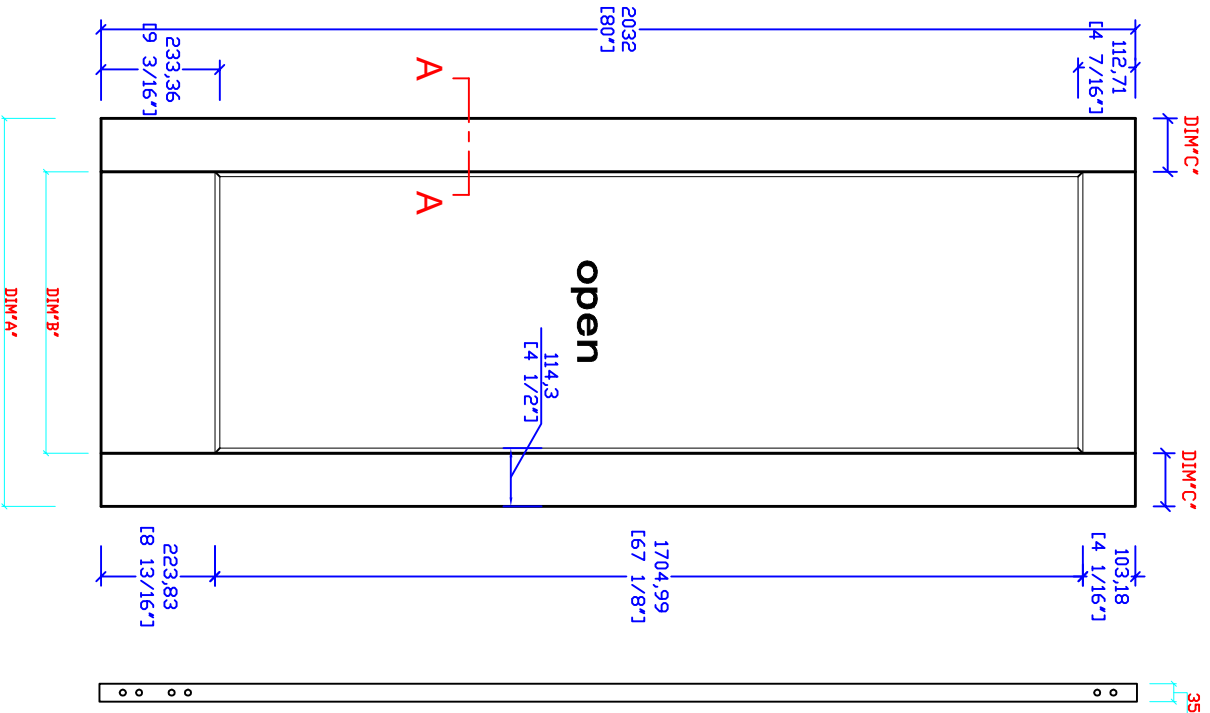 2032
[80"]
112,71
[4 7/16"]
233,36
[9 3/16"]
DIM"C"
A
A
open
114,3
[4 1/2"]
DIM"B"
DIM"A"
DIM"C"
103,18
[4 1/16"]
1704,99
[67 1/8"]
223,83
[8 13/16"]
35